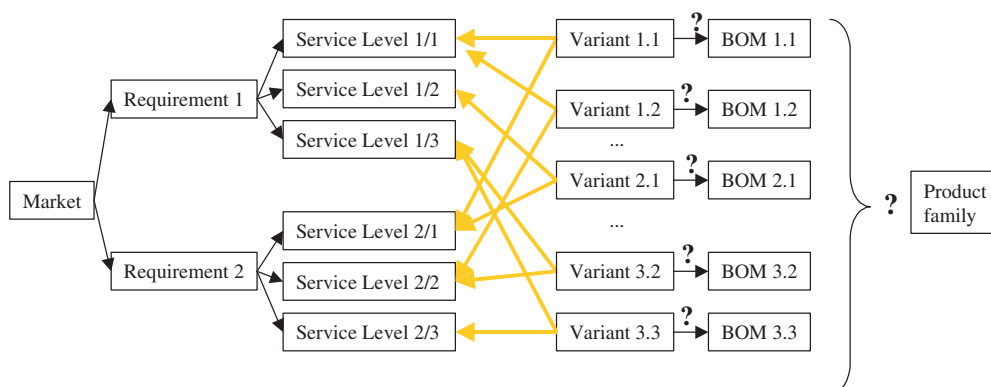 Service Level 1/1
Variant 1.1
?
BOM 1.1
Requirement 1
Service Level 1/2
Variant 1.2
?
BOM 1.2
Service Level 1/3
...
Market
Variant 2.1
?
BOM 2.1
?
Product
family
Service Level 2/1
...
Requirement 2
Service Level 2/2
Variant 3.2
?
BOM 3.2
Service Level 2/3
Variant 3.3
?
BOM 3.3